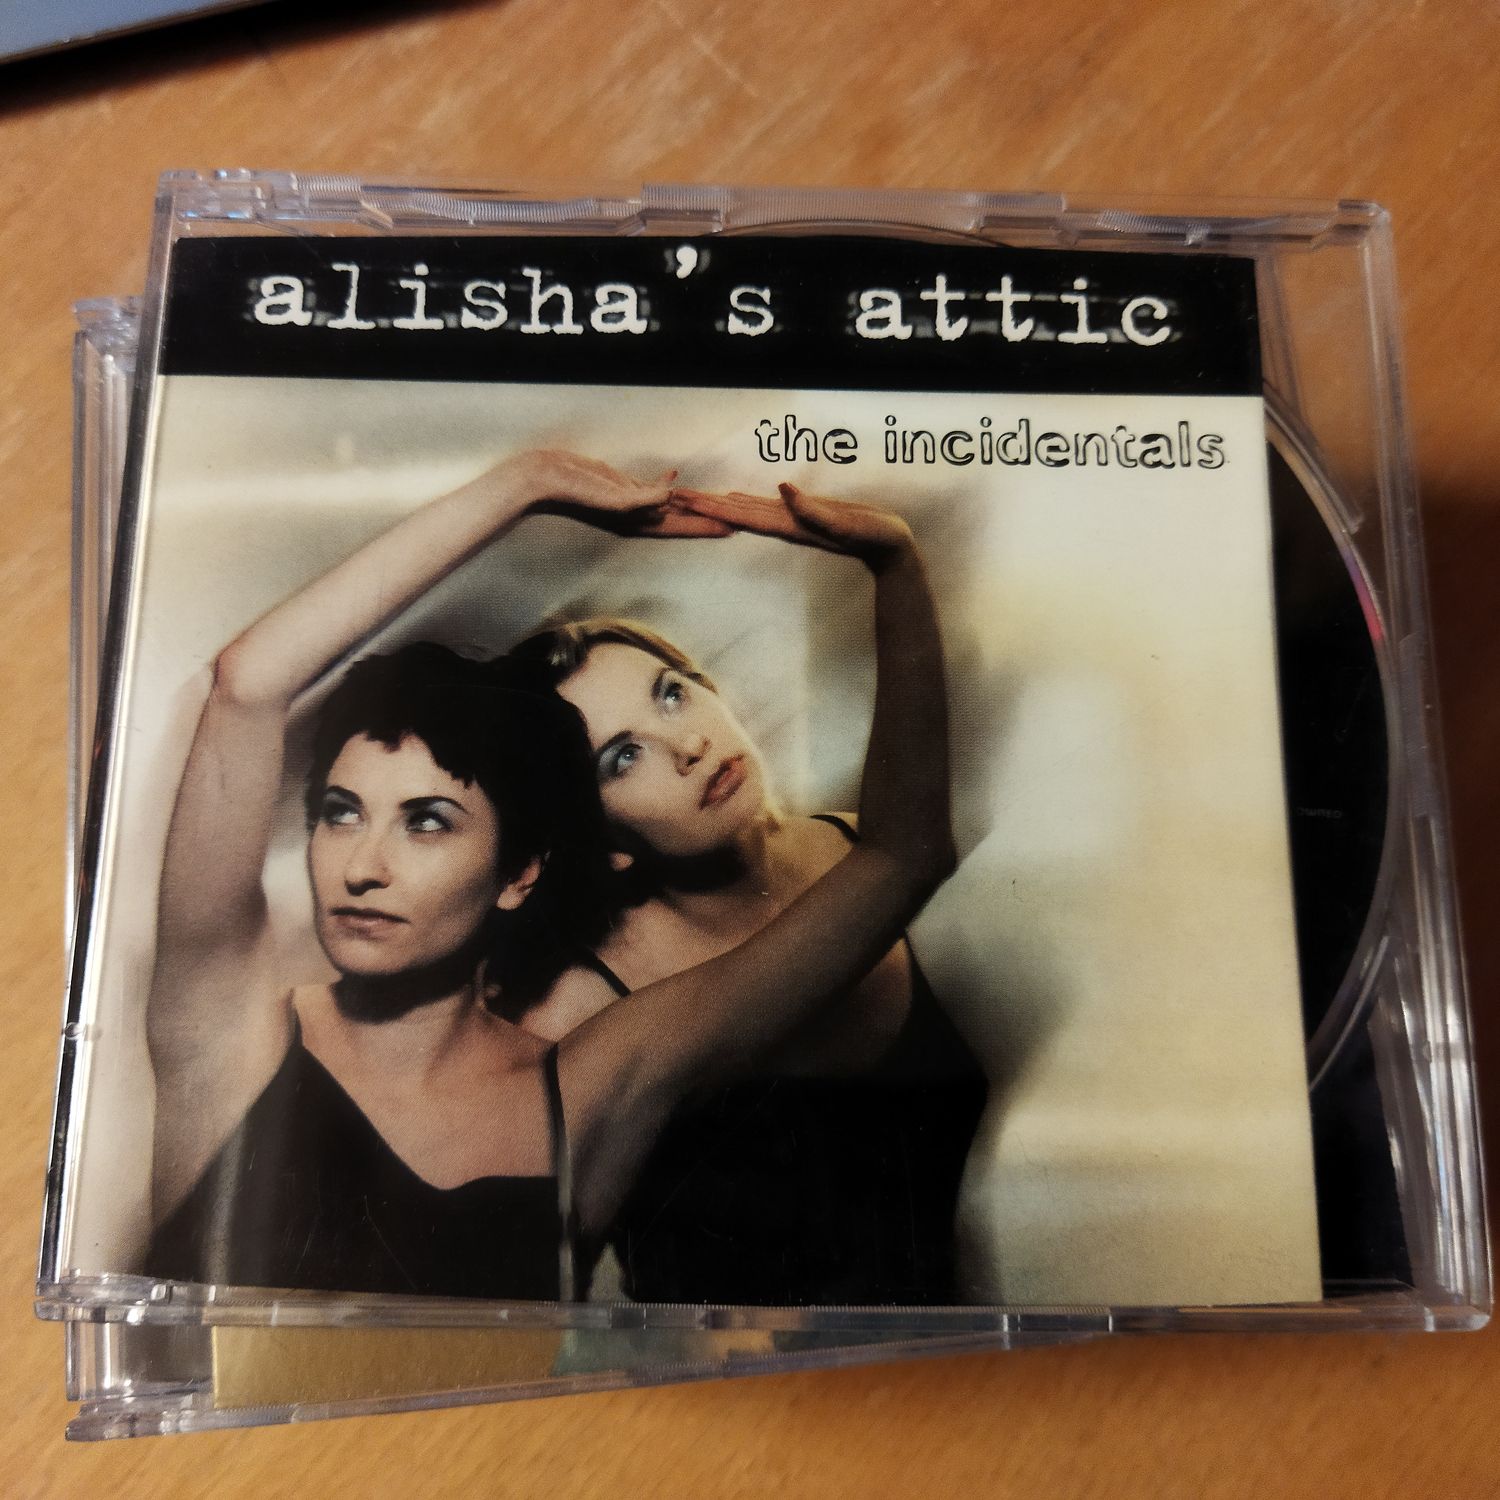 alisha's attic
the incidentals